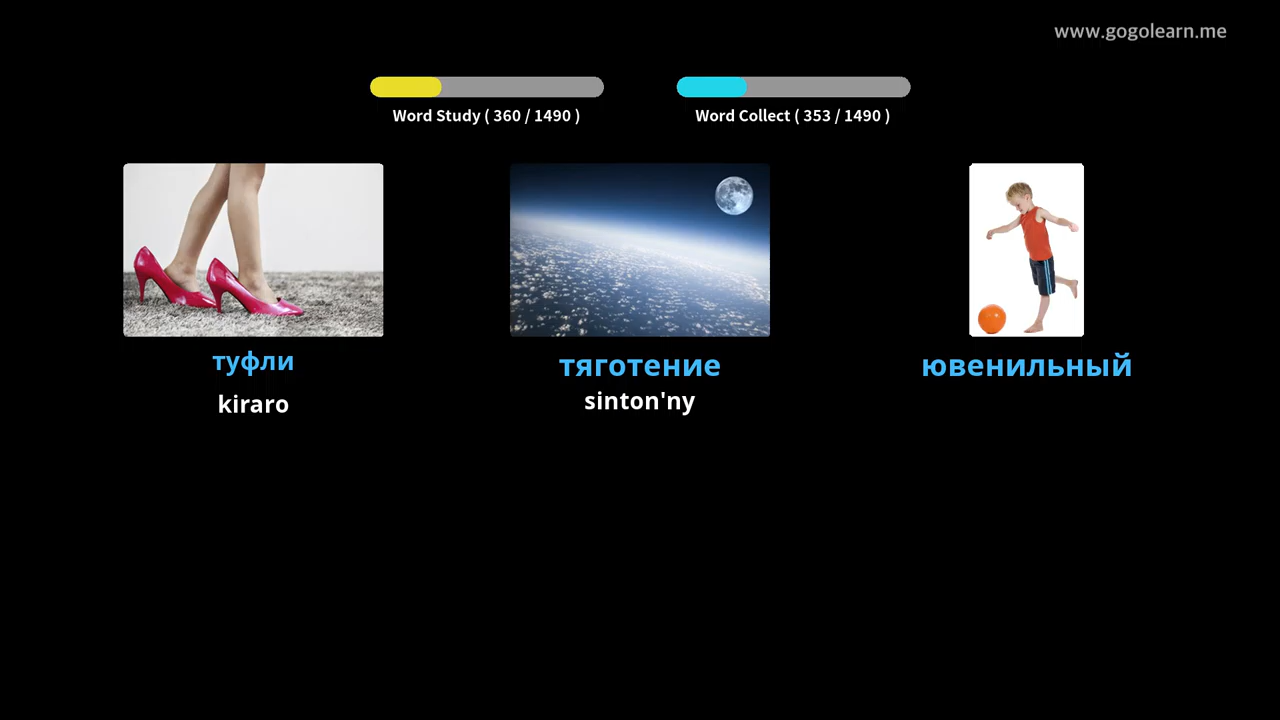 www.gogolearn.me
Word Study ( 360 / 1490 )
Word Collect ( 353 / 1490 )
туфли
тяготение
ювенильный
kiraro
sinton'ny